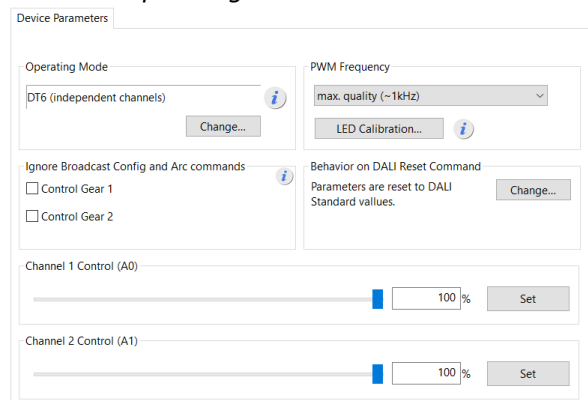 Device Parameters
Operating Mode
DT6 (independent channels)
Change...
PWM Frequency
max. quality (~1kHz)
LED Calibration...
Ignore Broadcast Config and Arc commands
Control Gear 1
Control Gear 2
Behavior on DALI Reset Command
Parameters are reset to DALI
Standard vallues.
Change...
Channel 1 Control (A0)
100 %
Set
Channel 2 Control (A1)
100 %
Set